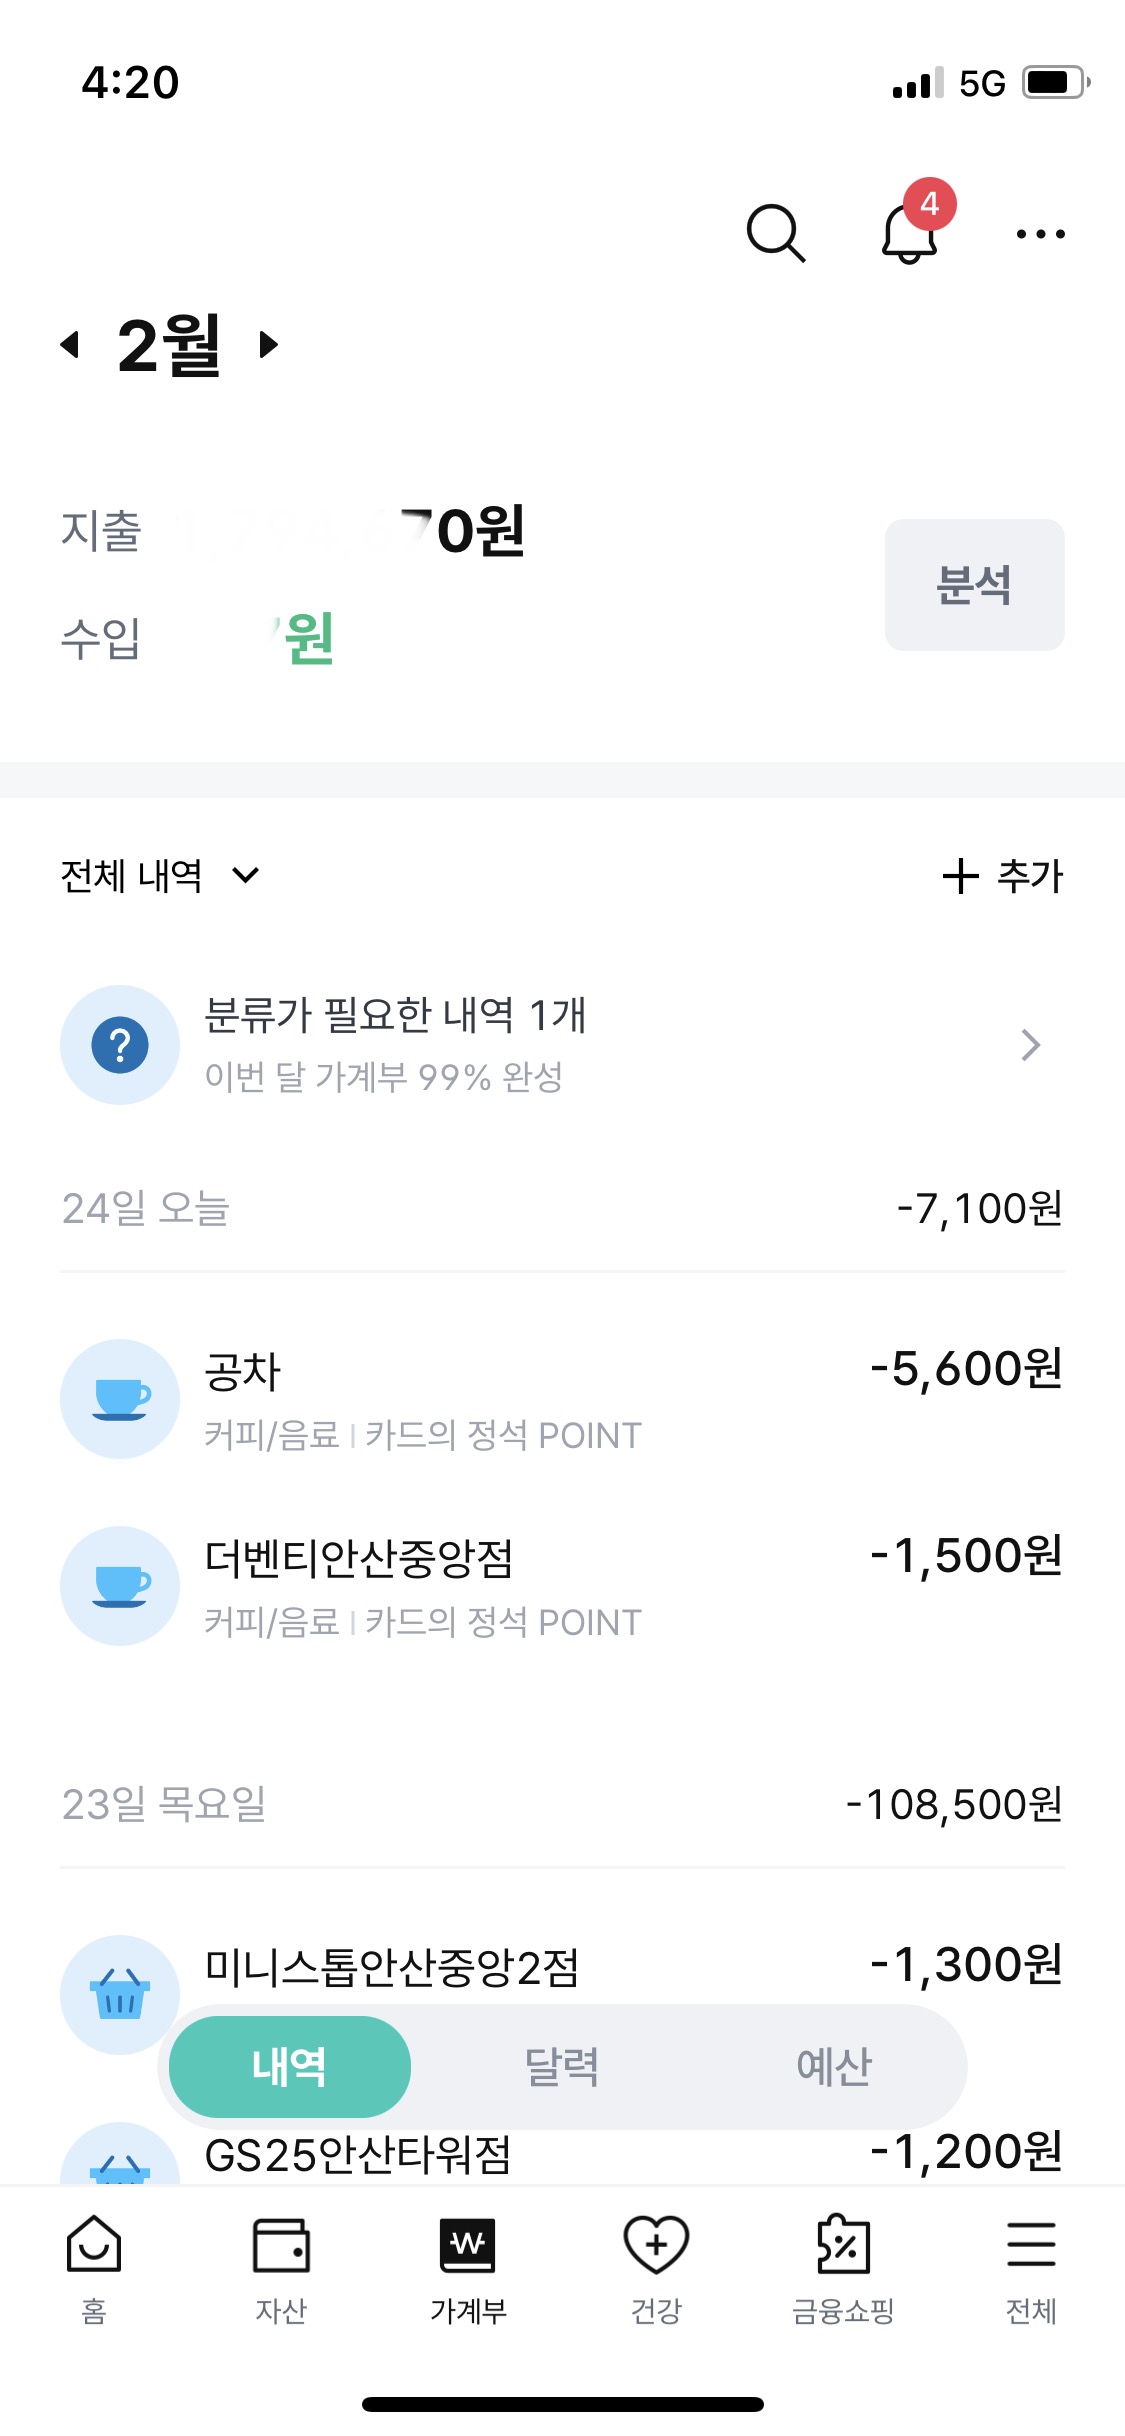 4:20
5G
4
2월
지출 70원
수입 원
분석
전체 내역
추가
분류가 필요한 내역 1개
이번 달 가계부 99% 완성
24일 오늘 -7,100원
공차 -5,600원
커피/음료 | 카드의 정석 POINT
더벤티안산중앙점 -1,500원
커피/음료 | 카드의 정석 POINT
23일 목요일 -108,500원
미니스톱안산중앙2점 -1,300원
내역 달력 예산
GS25안산타워점 -1,200원
홈 자산 가계부 건강 금융쇼핑 전체